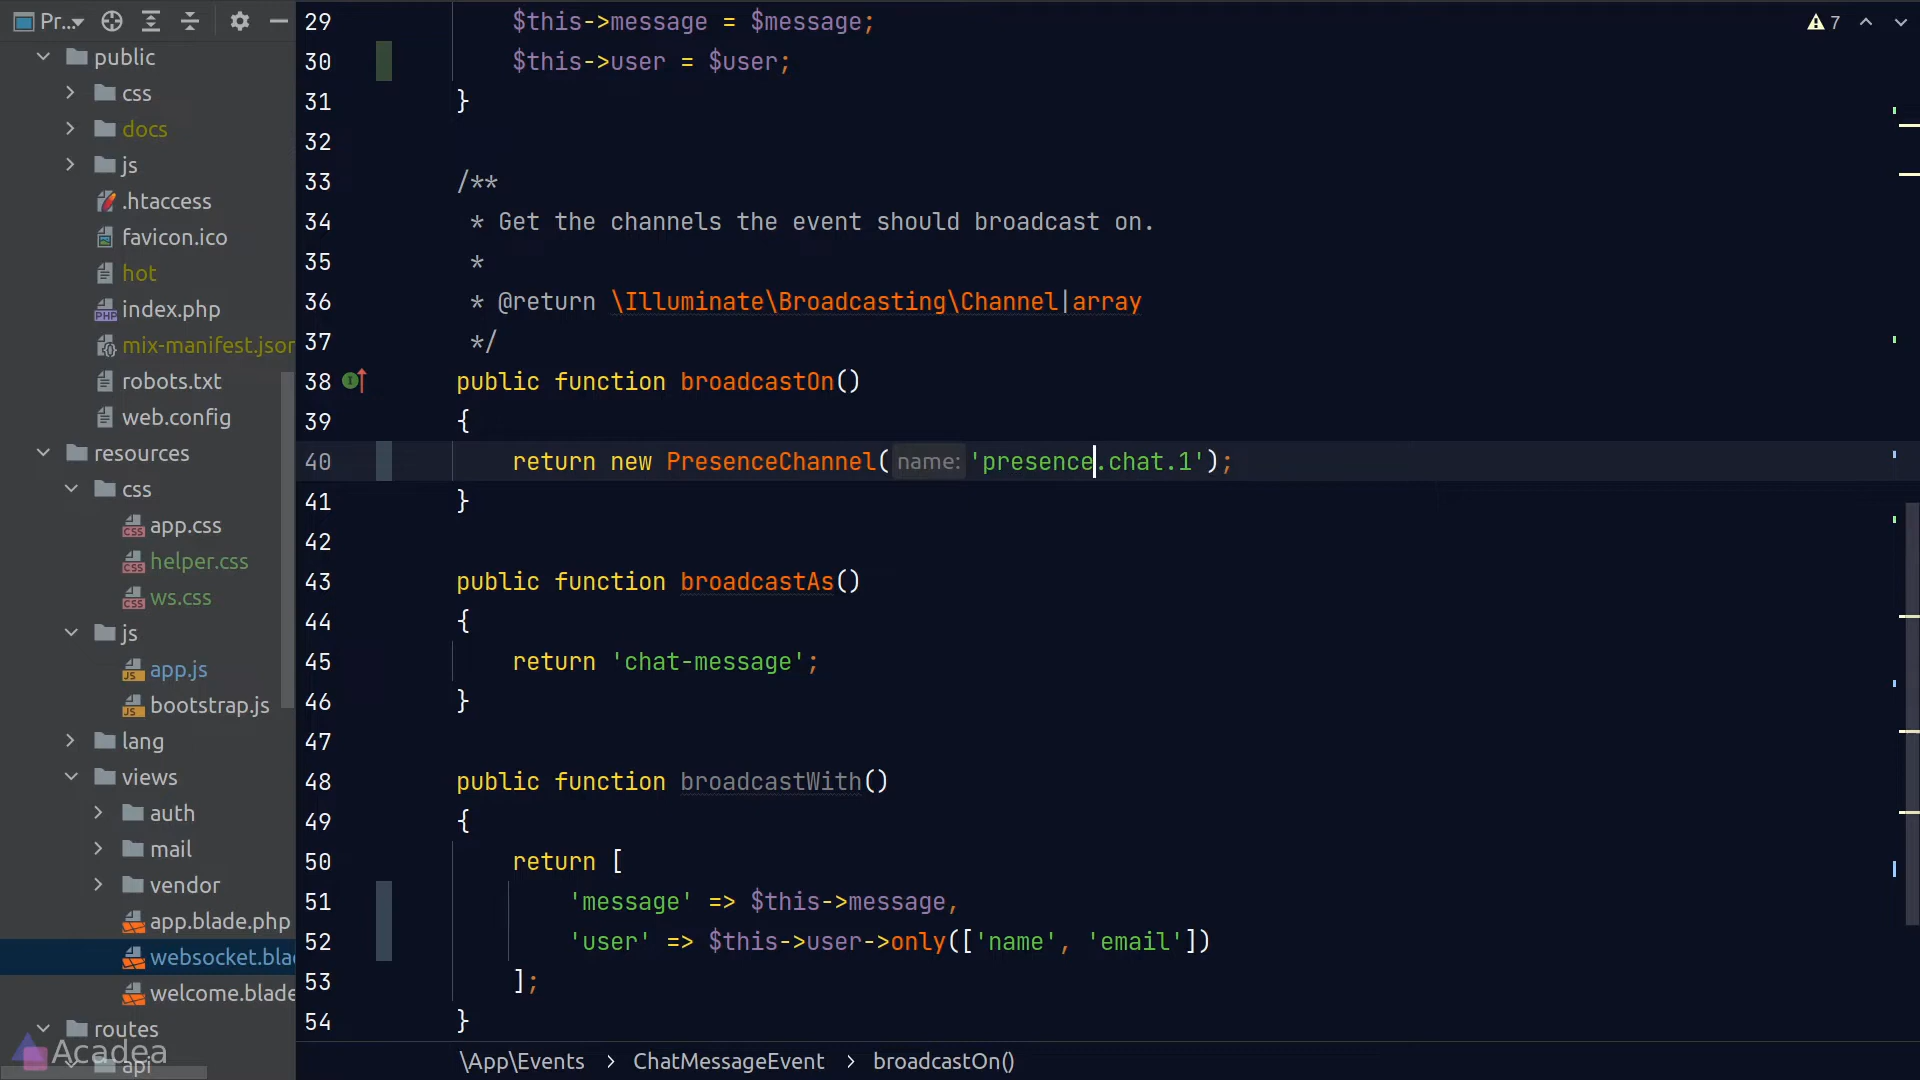 Pr...
public
css
docs
js
.htaccess
favicon.ico
hot
index.php
mix-manifest.json
robots.txt
web.config
resources
css
app.css
helper.css
ws.css
js
app.js
bootstrap.js
lang
views
auth
mail
vendor
app.blade.php
websocket.bla
welcome.blade
routes
api
Acadea
7
29 $this->message = $message;
30 $this->user = $user;
31 }
32
33 /**
34 * Get the channels the event should broadcast on.
35 *
36 * @return \Illuminate\Broadcasting\Channel|array
37 */
38 public function broadcastOn()
39 {
40 return new PresenceChannel( name: 'presence.chat.1');
41 }
42
43 public function broadcastAs()
44 {
45 return 'chat-message';
46 }
47
48 public function broadcastWith()
49 {
50 return [
51 'message' => $this->message,
52 'user' => $this->user->only(['name', 'email'])
53 ];
54 }
\App\Events > ChatMessageEvent > broadcastOn()